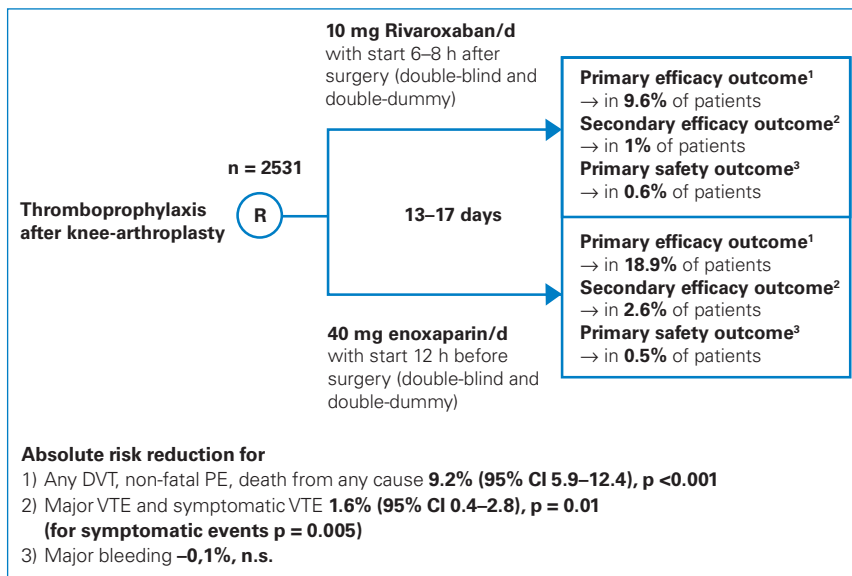 10 mg Rivaroxaban/d
with start 6–8 h after
surgery (double-blind and
double-dummy)
Primary efficacy outcome¹
→ in 9.6% of patients
Secondary efficacy outcome²
→ in 1% of patients
Primary safety outcome³
→ in 0.6% of patients
n = 2531
Thromboprophylaxis
after knee-arthroplasty
R
13–17 days
Primary efficacy outcome¹
→ in 18.9% of patients
Secondary efficacy outcome²
→ in 2.6% of patients
Primary safety outcome³
→ in 0.5% of patients
40 mg enoxaparin/d
with start 12 h before
surgery (double-blind and
double-dummy)
Absolute risk reduction for
1) Any DVT, non-fatal PE, death from any cause 9.2% (95% CI 5.9–12.4), p <0.001
2) Major VTE and symptomatic VTE 1.6% (95% CI 0.4–2.8), p = 0.01
(for symptomatic events p = 0.005)
3) Major bleeding –0,1%, n.s.